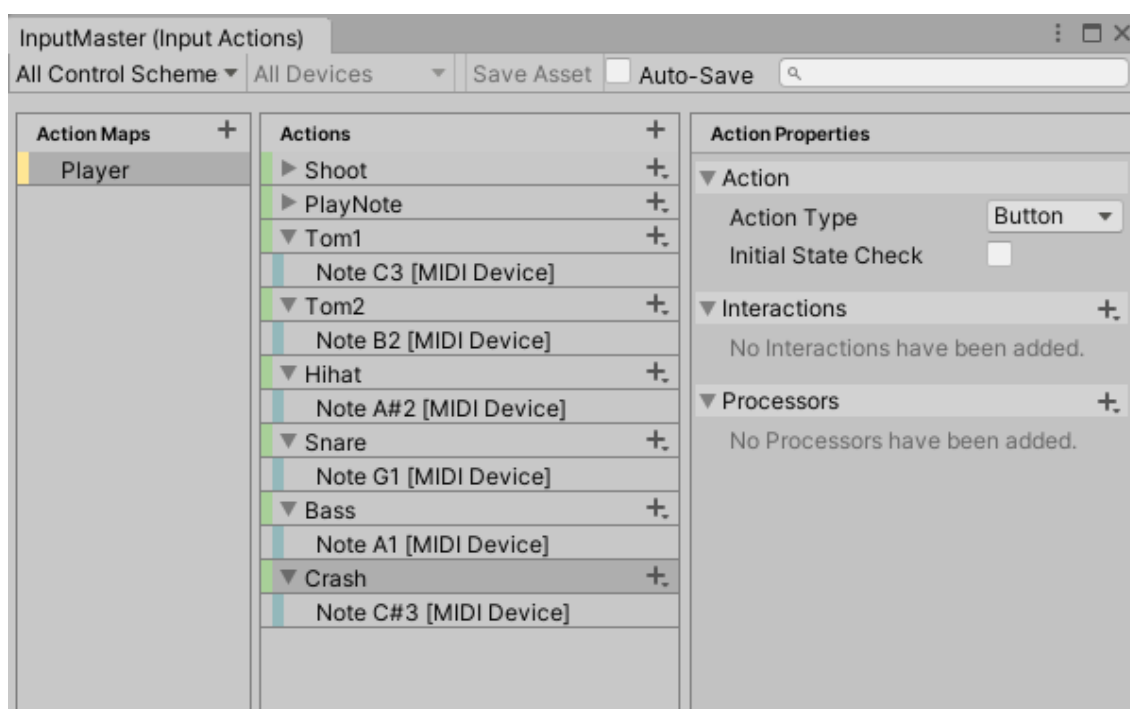 InputMaster (Input Actions)
All Control Scheme All Devices Save Asset Auto-Save
Action Maps
Player
Actions
Shoot
PlayNote
Tom1
Note C3 [MIDI Device]
Tom2
Note B2 [MIDI Device]
Hihat
Note A#2 [MIDI Device]
Snare
Note G1 [MIDI Device]
Bass
Note A1 [MIDI Device]
Crash
Note C#3 [MIDI Device]
Action Properties
Action
Action Type Button
Initial State Check
Interactions
No Interactions have been added.
Processors
No Processors have been added.